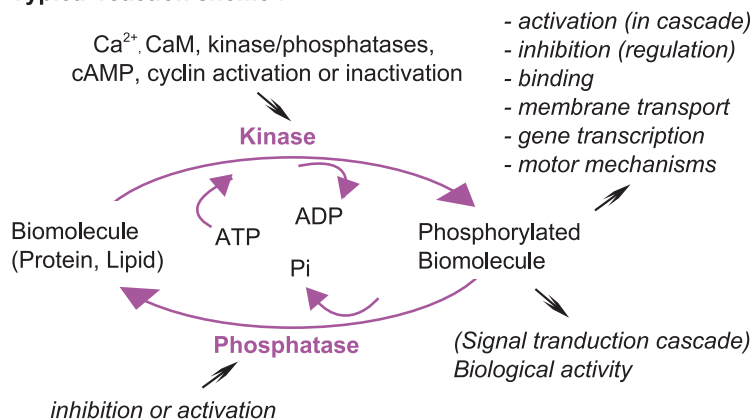 Ca²⁺, CaM, kinase/phosphatases,
cAMP, cyclin activation or inactivation
- activation (in cascade)
- inhibition (regulation)
- binding
- membrane transport
- gene transcription
- motor mechanisms
Kinase
Biomolecule
(Protein, Lipid)
ATP
ADP
Pi
Phosphorylated
Biomolecule
Phosphatase
(Signal tranduction cascade)
Biological activity
inhibition or activation